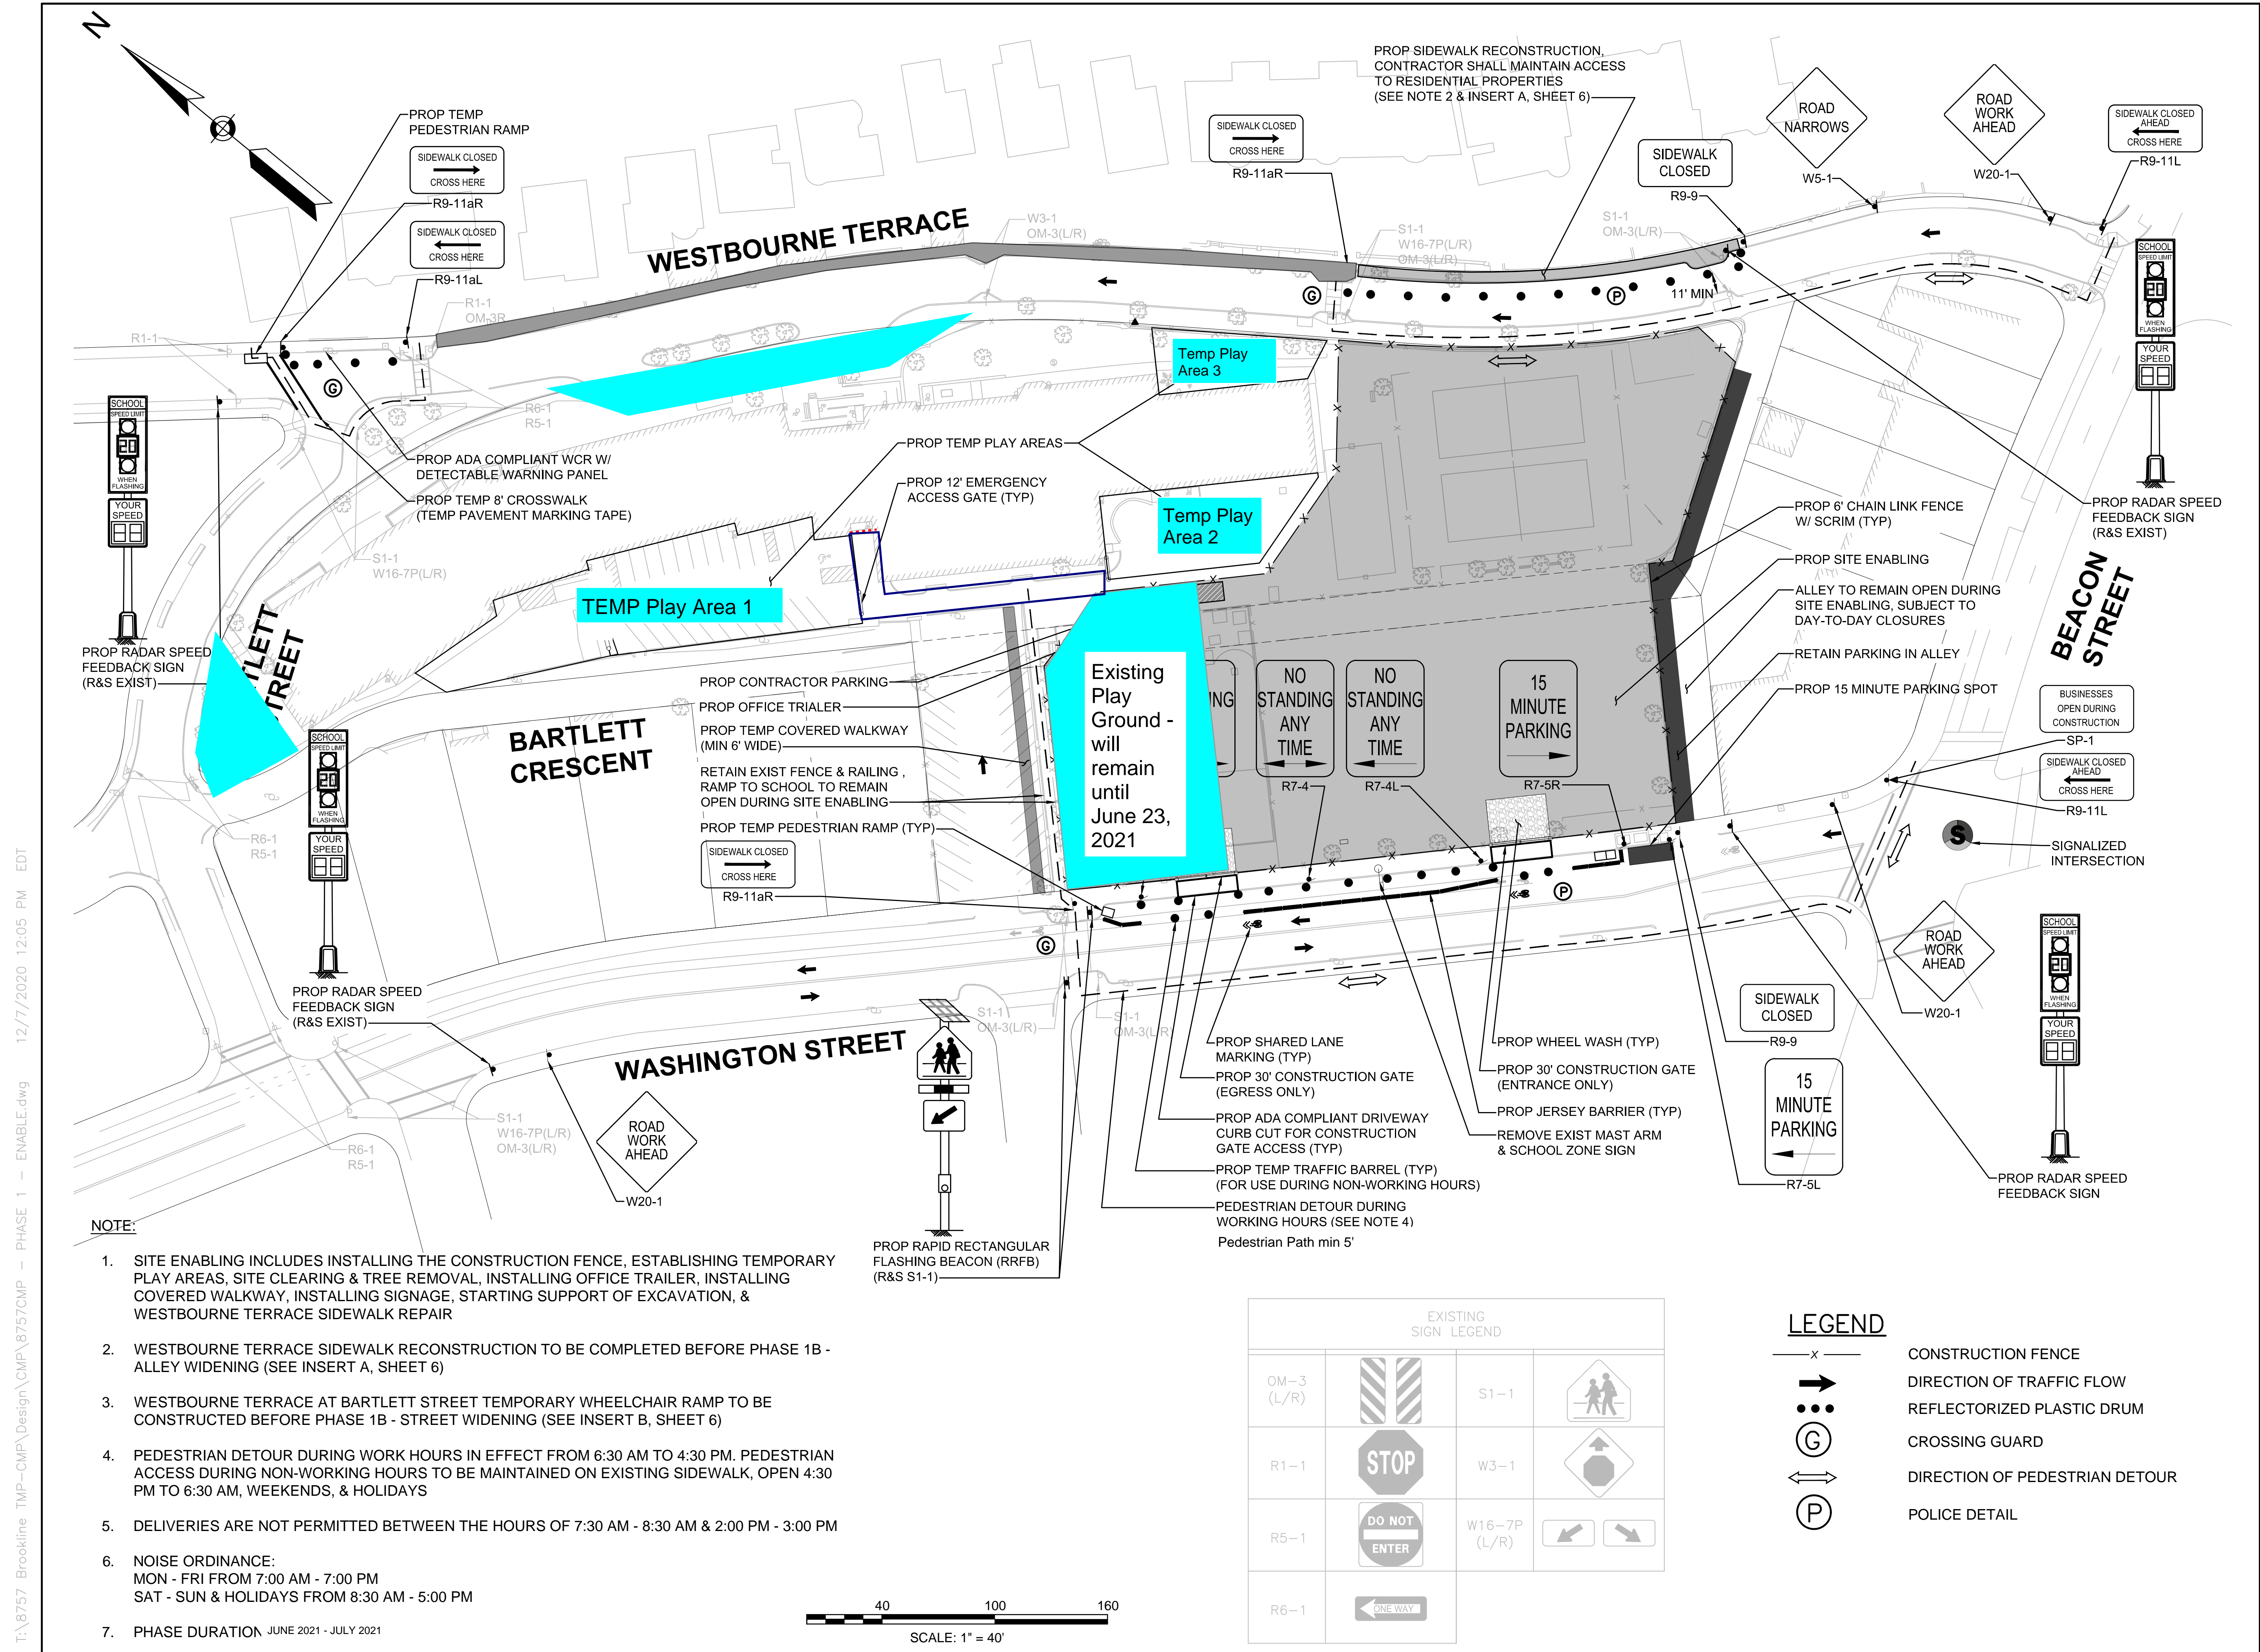 N
PROP TEMP
PEDESTRIAN RAMP
SIDEWALK CLOSED
CROSS HERE
R9-11aR
SIDEWALK CLOSED
CROSS HERE
R9-11aL
R1-1
OM-3R
R1-1
WESTBOURNE TERRACE
W3-1
OM-3(L/R)
SIDEWALK CLOSED
CROSS HERE
R9-11aR
PROP SIDEWALK RECONSTRUCTION,
CONTRACTOR SHALL MAINTAIN ACCESS
TO RESIDENTIAL PROPERTIES
(SEE NOTE 2 & INSERT A, SHEET 6)
S1-1
W16-7P(L/R)
OM-3(L/R)
S1-1
OM-3(L/R)
SIDEWALK
CLOSED
R9-9
ROAD
NARROWS
W5-1
ROAD
WORK
AHEAD
W20-1
SIDEWALK CLOSED
AHEAD
CROSS HERE
R9-11L
SCHOOL
SPEED LIMIT
20
WHEN
FLASHING
YOUR
SPEED
PROP RADAR SPEED
FEEDBACK SIGN
(R&S EXIST)
G
P
11' MIN
G
R6-1
R5-1
Temp Play
Area 3
PROP TEMP PLAY AREAS
PROP ADA COMPLIANT WCR W/
DETECTABLE WARNING PANEL
PROP TEMP 8' CROSSWALK
(TEMP PAVEMENT MARKING TAPE)
S1-1
W16-7P(L/R)
PROP 12' EMERGENCY
ACCESS GATE (TYP)
Temp Play
Area 2
TEMP Play Area 1
SCHOOL
SPEED LIMIT
20
WHEN
FLASHING
YOUR
SPEED
PROP RADAR SPEED
FEEDBACK SIGN
(R&S EXIST)
PROP 6' CHAIN LINK FENCE
W/ SCRIM (TYP)
PROP SITE ENABLING
ALLEY TO REMAIN OPEN DURING
SITE ENABLING, SUBJECT TO
DAY-TO-DAY CLOSURES
RETAIN PARKING IN ALLEY
PROP 15 MINUTE PARKING SPOT
BEACON
STREET
BUSINESSES
OPEN DURING
CONSTRUCTION
SP-1
SIDEWALK CLOSED
AHEAD
CROSS HERE
R9-11L
S
SIGNALIZED
INTERSECTION
PROP CONTRACTOR PARKING
PROP OFFICE TRIALER
PROP TEMP COVERED WALKWAY
(MIN 6' WIDE)
RETAIN EXIST FENCE & RAILING ,
RAMP TO SCHOOL TO REMAIN
OPEN DURING SITE ENABLING
PROP TEMP PEDESTRIAN RAMP (TYP)
SIDEWALK CLOSED
CROSS HERE
R9-11aR
BARTLETT
CRESCENT
Existing
Play
Ground -
will
remain
until
June 23,
2021
NO
STANDING
ANY
TIME
R7-4
NO
STANDING
ANY
TIME
R7-4L
15
MINUTE
PARKING
R7-5R
P
G
SCHOOL
SPEED LIMIT
20
WHEN
FLASHING
YOUR
SPEED
PROP RADAR SPEED
FEEDBACK SIGN
(R&S EXIST)
R6-1
R5-1
R6-1
R5-1
S1-1
W16-7P(L/R)
OM-3(L/R)
ROAD
WORK
AHEAD
W20-1
WASHINGTON STREET
S1-1
OM-3(L/R)
S1-1
OM-3(L/R)
PROP RAPID RECTANGULAR
FLASHING BEACON (RRFB)
(R&S S1-1)
PROP SHARED LANE
MARKING (TYP)
PROP 30' CONSTRUCTION GATE
(EGRESS ONLY)
PROP ADA COMPLIANT DRIVEWAY
CURB CUT FOR CONSTRUCTION
GATE ACCESS (TYP)
PROP TEMP TRAFFIC BARREL (TYP)
(FOR USE DURING NON-WORKING HOURS)
PEDESTRIAN DETOUR DURING
WORKING HOURS (SEE NOTE 4)
Pedestrian Path min 5'
PROP WHEEL WASH (TYP)
PROP 30' CONSTRUCTION GATE
(ENTRANCE ONLY)
PROP JERSEY BARRIER (TYP)
REMOVE EXIST MAST ARM
& SCHOOL ZONE SIGN
SIDEWALK
CLOSED
R9-9
15
MINUTE
PARKING
R7-5L
ROAD
WORK
AHEAD
W20-1
SCHOOL
SPEED LIMIT
20
WHEN
FLASHING
YOUR
SPEED
PROP RADAR SPEED
FEEDBACK SIGN
NOTE:
1. SITE ENABLING INCLUDES INSTALLING THE CONSTRUCTION FENCE, ESTABLISHING TEMPORARY
PLAY AREAS, SITE CLEARING & TREE REMOVAL, INSTALLING OFFICE TRAILER, INSTALLING
COVERED WALKWAY, INSTALLING SIGNAGE, STARTING SUPPORT OF EXCAVATION, &
WESTBOURNE TERRACE SIDEWALK REPAIR
2. WESTBOURNE TERRACE SIDEWALK RECONSTRUCTION TO BE COMPLETED BEFORE PHASE 1B -
ALLEY WIDENING (SEE INSERT A, SHEET 6)
3. WESTBOURNE TERRACE AT BARTLETT STREET TEMPORARY WHEELCHAIR RAMP TO BE
CONSTRUCTED BEFORE PHASE 1B - STREET WIDENING (SEE INSERT B, SHEET 6)
4. PEDESTRIAN DETOUR DURING WORK HOURS IN EFFECT FROM 6:30 AM TO 4:30 PM. PEDESTRIAN
ACCESS DURING NON-WORKING HOURS TO BE MAINTAINED ON EXISTING SIDEWALK, OPEN 4:30
PM TO 6:30 AM, WEEKENDS, & HOLIDAYS
5. DELIVERIES ARE NOT PERMITTED BETWEEN THE HOURS OF 7:30 AM - 8:30 AM & 2:00 PM - 3:00 PM
6. NOISE ORDINANCE:
MON - FRI FROM 7:00 AM - 7:00 PM
SAT - SUN & HOLIDAYS FROM 8:30 AM - 5:00 PM
7. PHASE DURATION JUNE 2021 - JULY 2021
40 100 160
SCALE: 1" = 40'
EXISTING
SIGN LEGEND
OM-3
(L/R)
S1-1
R1-1
STOP
W3-1
R5-1
DO NOT
ENTER
W16-7P
(L/R)
R6-1
ONE WAY
LEGEND
x CONSTRUCTION FENCE
DIRECTION OF TRAFFIC FLOW
REFLECTORIZED PLASTIC DRUM
G CROSSING GUARD
DIRECTION OF PEDESTRIAN DETOUR
P POLICE DETAIL
T:\8757 Brookline TMP-CMP\Design\CMP\8757CMP - PHASE 1 - ENABLE.dwg 12/7/2020 12:05 PM EDT